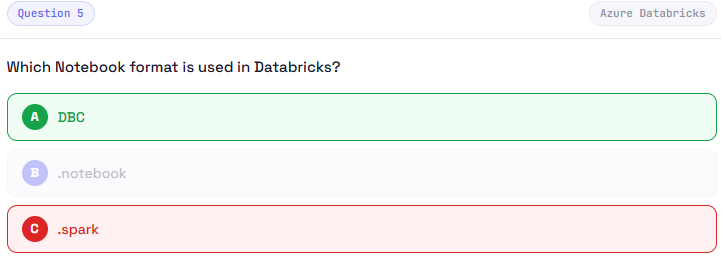 Question 5
Azure Databricks
Which Notebook format is used in Databricks?
A DBC
B .notebook
C .spark